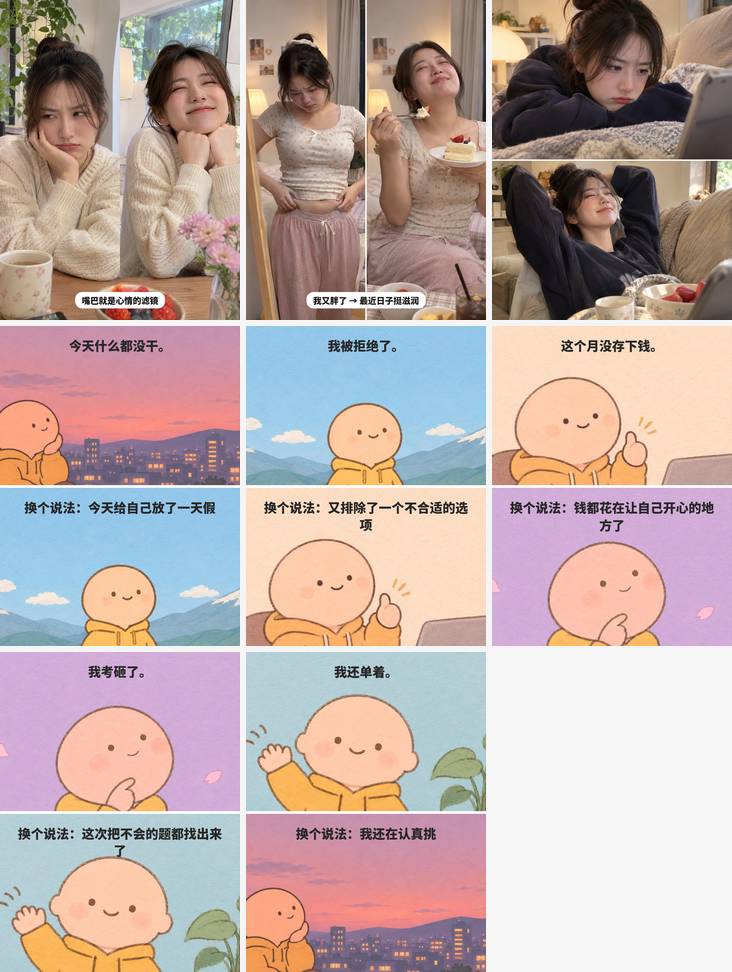 嘴巴就是心情的滤镜
我又胖了 → 最近日子挺滋润
今天什么都没干。
换个说法：今天给自己放了一天假
我被拒绝了。
换个说法：又排除了一个不合适的选
项
这个月没存下钱。
换个说法：钱都花在让自己开心的地
方了
我考砸了。
换个说法：这次把不会的题都找出来
了
我还单着。
换个说法：我还在认真挑